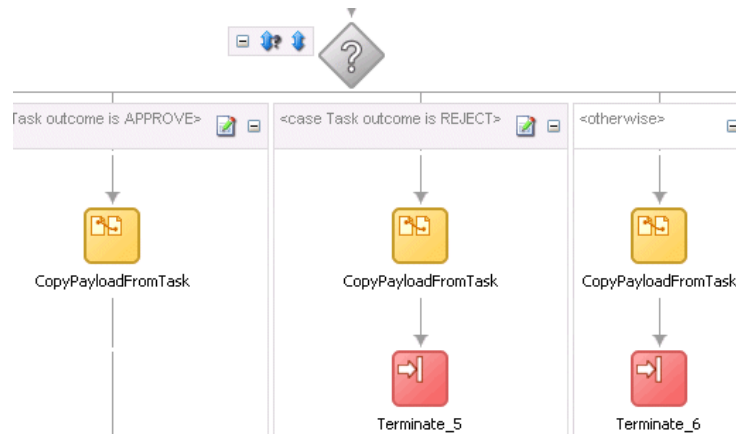 Task outcome is APPROVE>
<case Task outcome is REJECT>
<otherwise>
CopyPayloadFromTask
CopyPayloadFromTask
CopyPayloadFromTask
Terminate_5
Terminate_6